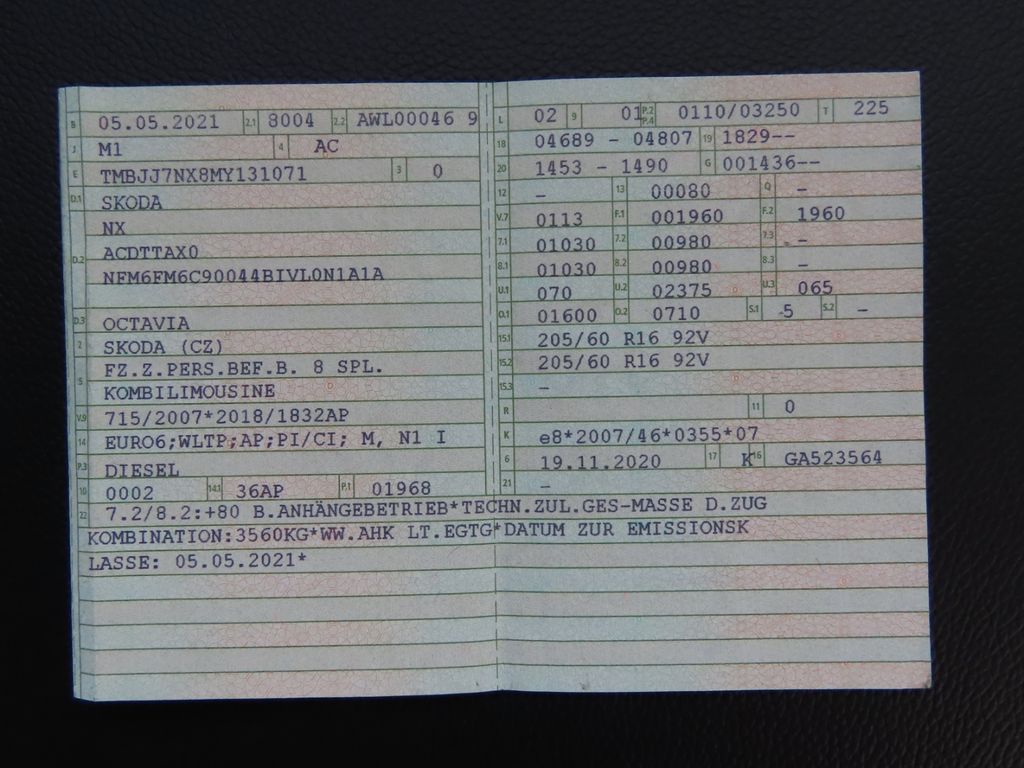 B 05.05.2021 2.1 8004 2.2 AWL00046 9
J M1 4 AC
E TMBJJ7NX8MY131071 3 0
D.1 SKODA
NX
D.2 ACDTTAX0
NFM6FM6C90044BIVL0N1A1A
D.3 OCTAVIA
2 SKODA (CZ)
5 FZ.Z.PERS.BEF.B. 8 SPL.
KOMBILIMOUSINE
V.9 715/2007*2018/1832AP
14 EURO6;WLTP;AP;PI/CI; M, N1 I
P.3 DIESEL
10 0002 14.1 36AP P.1 01968
L 02 9 01 P.2 P.4 0110/03250 T 225
18 04689 - 04807 19 1829--
20 1453 - 1490 G 001436--
12 - 13 00080 Q -
V.7 0113 F.1 001960 F.2 1960
7.1 01030 7.2 00980 7.3 -
8.1 01030 8.2 00980 8.3 -
U.1 070 U.2 02375 U.3 065
O.1 01600 O.2 0710 S.1 5 S.2 -
15.1 205/60 R16 92V
15.2 205/60 R16 92V
15.3 -
R 11 0
K e8*2007/46*0355*07
6 19.11.2020 17 K 16 GA523564
21 -
22 7.2/8.2:+80 B.ANHÄNGEBETRIEB*TECHN.ZUL.GES-MASSE D.ZUG
KOMBINATION:3560KG*WW.AHK LT.EGTG*DATUM ZUR EMISSIONSK
LASSE: 05.05.2021*